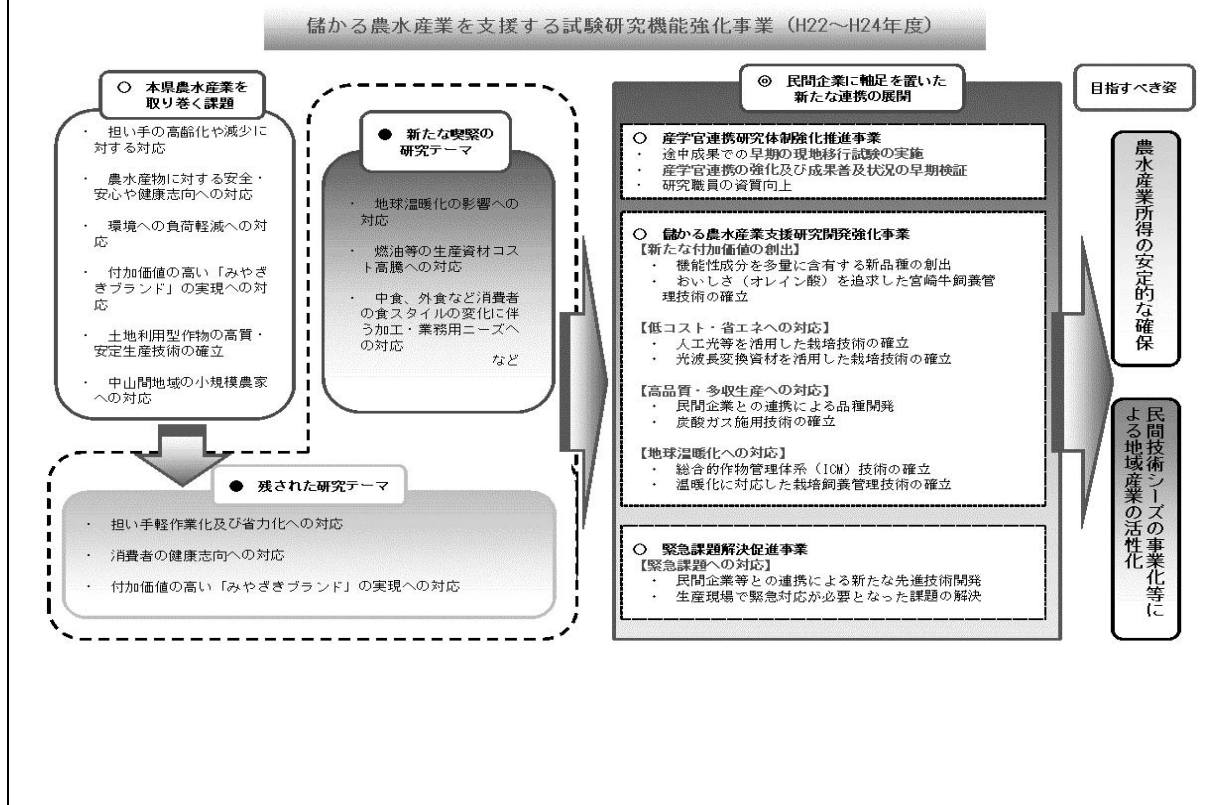 儲かる農水産業を支援する試験研究機能強化事業（H22～H24年度）
○　本県農水産業を
取り巻く課題
・　担い手の高齢化や減少に
対する対応
・　農水産物に対する安全・
安心や健康志向への対応
・　環境への負荷軽減への対
応
・　付加価値の高い「みやざ
きブランド」の実現への対
応
・　土地利用型作物の高質・
安定生産技術の確立
・　中山間地域の小規模農家
への対応
●　新たな喫緊の
研究テーマ
・　地球温暖化の影響への
対応
・　燃油等の生産資材コス
ト高騰への対応
・　中食、外食など消費者
の食スタイルの変化に伴
う加工・業務用ニーズへ
の対応
など
●　残された研究テーマ
・　担い手軽作業化及び省力化への対応
・　消費者の健康志向への対応
・　付加価値の高い「みやざきブランド」の実現への対応
◎　民間企業に軸足を置いた
新たな連携の展開
○　産学官連携研究体制強化推進事業
・　途中成果での早期の現地移行試験の実施
・　産学官連携の強化及び成果普及状況の早期検証
・　研究職員の資質向上
○　儲かる農水産業支援研究開発強化事業
【新たな付加価値の創出】
・　機能性成分を多量に含有する新品種の創出
・　おいしさ（オレイン酸）を追求した宮崎牛飼養管
理技術の確立
【低コスト・省エネへの対応】
・　人工光等を活用した栽培技術の確立
・　光波長変換資材を活用した栽培技術の確立
【高品質・多収生産への対応】
・　民間企業との連携による品種開発
・　炭酸ガス施用技術の確立
【地球温暖化への対応】
・　総合的作物管理体系（ICM）技術の確立
・　温暖化に対応した栽培飼養管理技術の確立
○　緊急課題解決促進事業
【緊急課題への対応】
・　民間企業等との連携による新たな先進技術開発
・　生産現場で緊急対応が必要となった課題の解決
目指すべき姿
農水産業所得の安定的な確保
民間技術シーズの事業化等に
よる地域産業の活性化